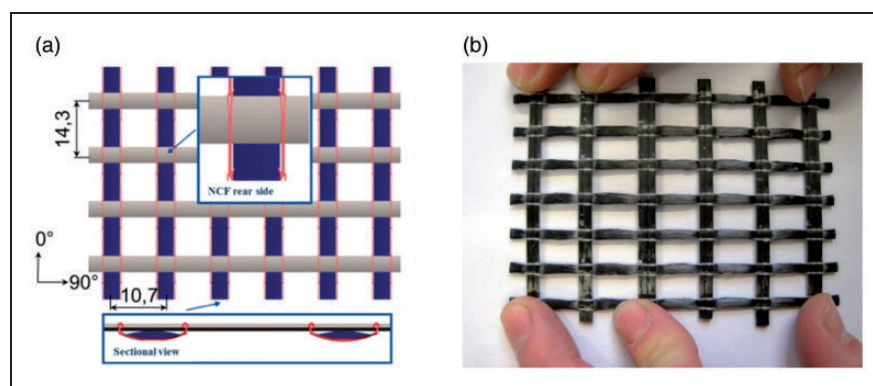 (a)
(b)
14,3
NCF rear side
0°
90°
10,7
Sectional view